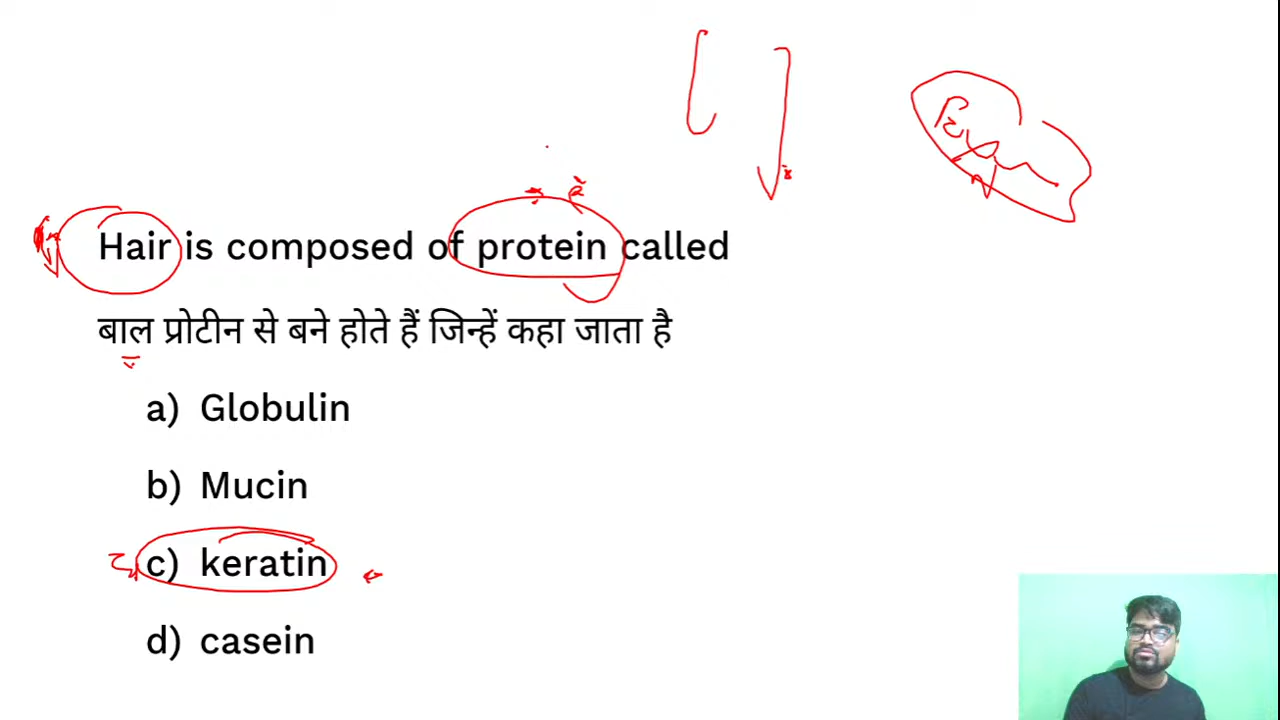 Hair is composed of protein called
बाल प्रोटीन से बने होते हैं जिन्हें कहा जाता है
a) Globulin
b) Mucin
c) keratin
d) casein